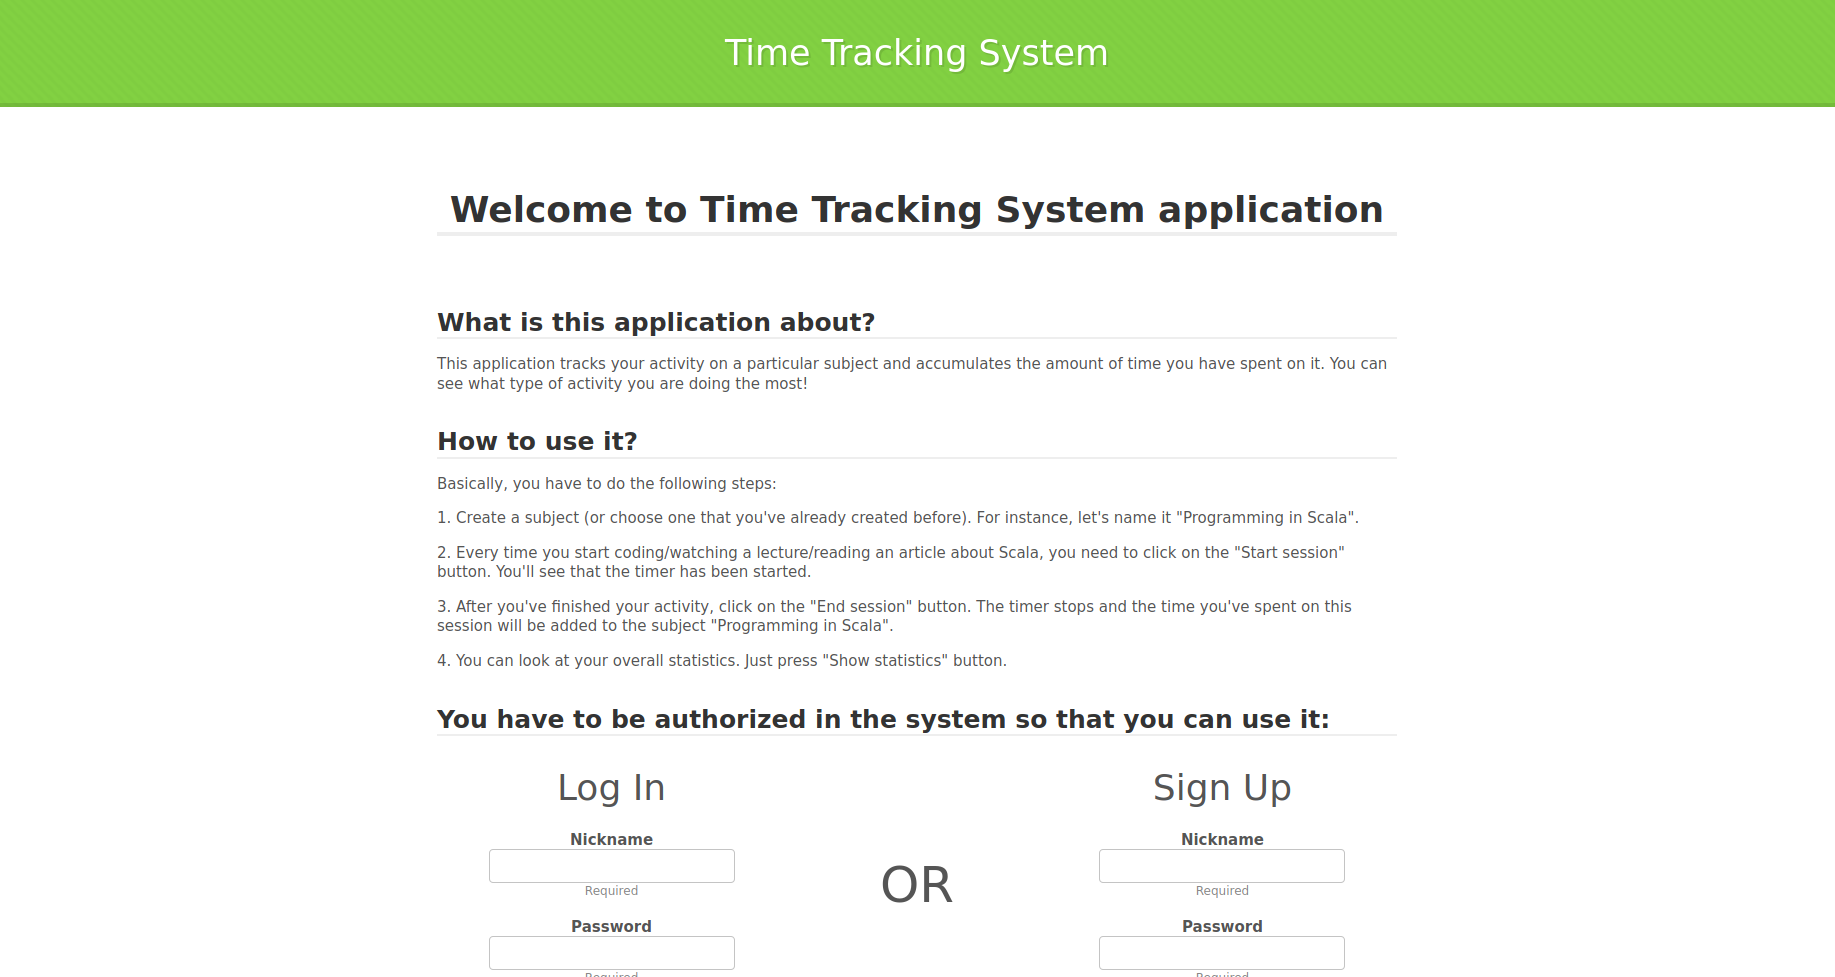 Time Tracking System
Welcome to Time Tracking System application
What is this application about?
This application tracks your activity on a particular subject and accumulates the amount of time you have spent on it. You can
see what type of activity you are doing the most!
How to use it?
Basically, you have to do the following steps:
1. Create a subject (or choose one that you've already created before). For instance, let's name it "Programming in Scala".
2. Every time you start coding/watching a lecture/reading an article about Scala, you need to click on the "Start session"
button. You'll see that the timer has been started.
3. After you've finished your activity, click on the "End session" button. The timer stops and the time you've spent on this
session will be added to the subject "Programming in Scala".
4. You can look at your overall statistics. Just press "Show statistics" button.
You have to be authorized in the system so that you can use it:
Log In
Nickname
Required
Password
Required
OR
Sign Up
Nickname
Required
Password
Required